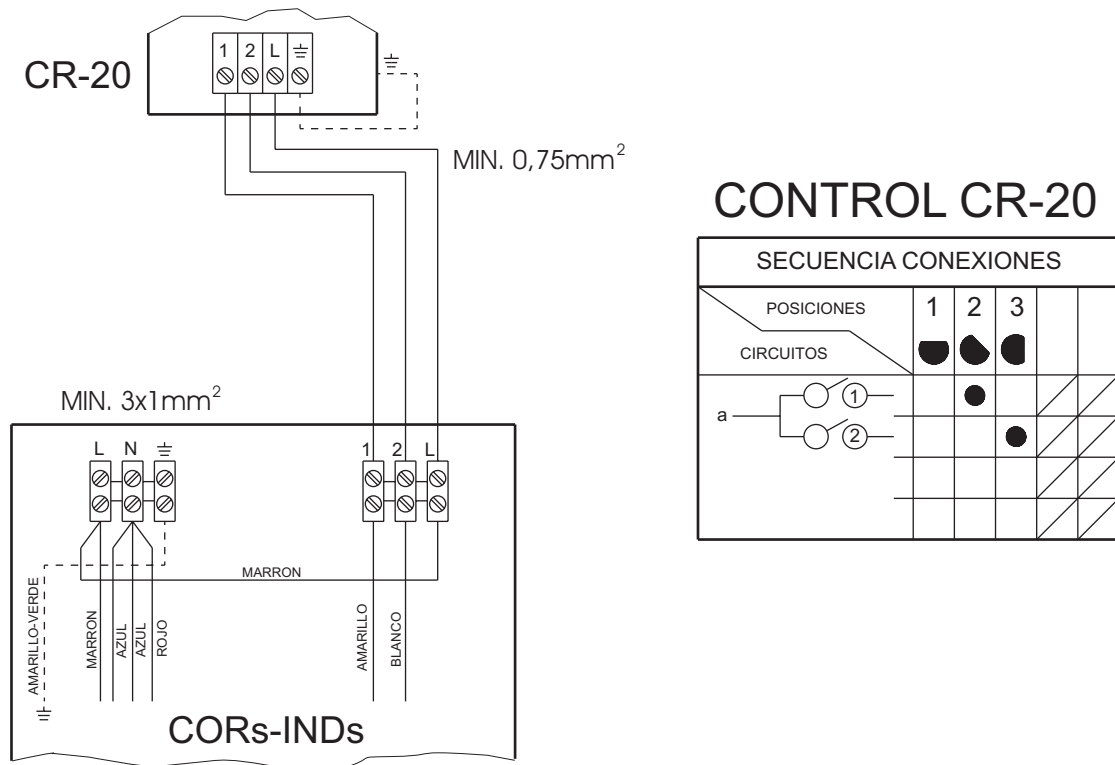 1 2 L
CR-20
MIN. 0,75mm²
MIN. 3x1mm²
L N
1 2 L
MARRON
AMARILLO-VERDE
MARRON
AZUL
AZUL
ROJO
AMARILLO
BLANCO
CORs-INDs
CONTROL CR-20
SECUENCIA CONEXIONES
POSICIONES 1 2 3
CIRCUITOS
a 1
2